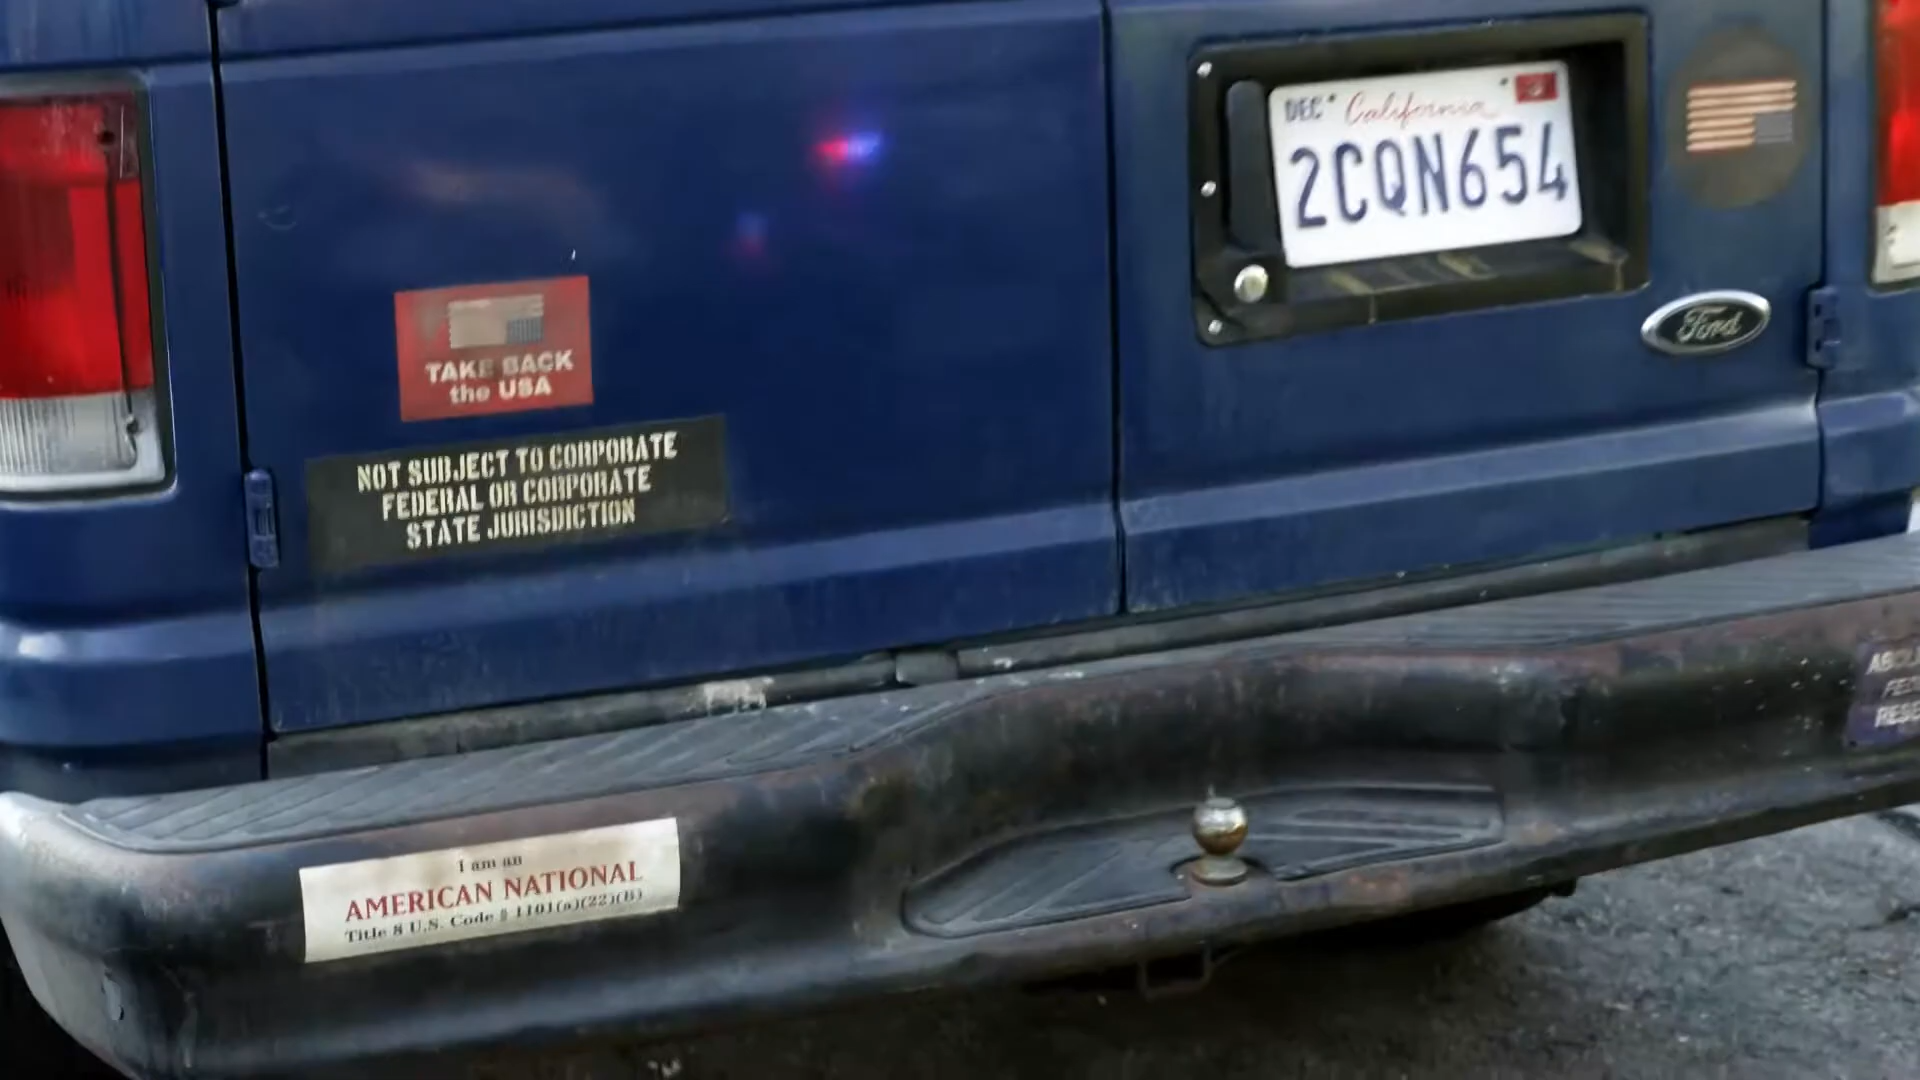 DEC California
2CQN654
Ford
TAKE BACK
the USA
NOT SUBJECT TO CORPORATE
FEDERAL OR CORPORATE
STATE JURISDICTION
I am an
AMERICAN NATIONAL
Title 8 U.S. Code § 1101(a)(22)(B)